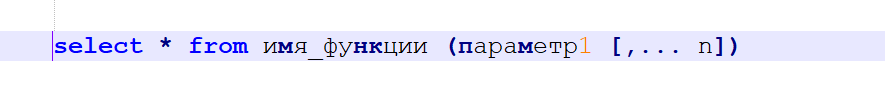 select * from имя_функции (параметр1 [,... n])